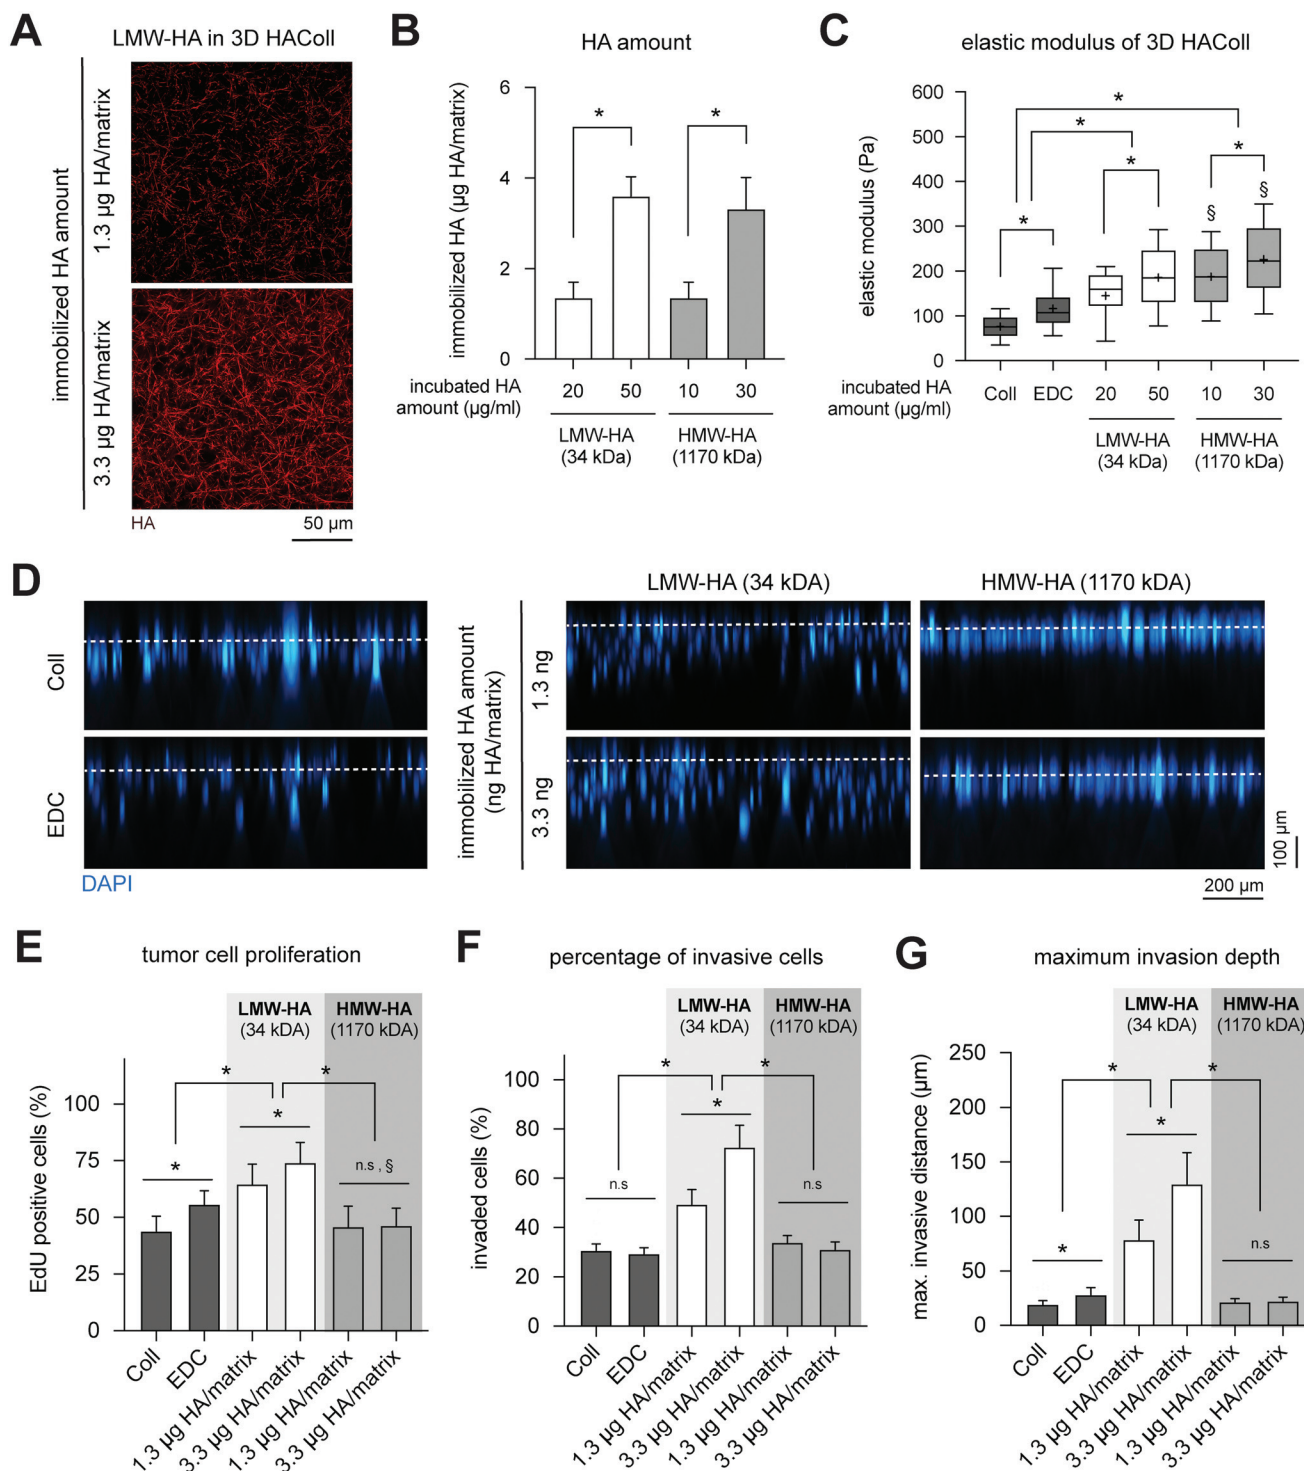 A
LMW-HA in 3D HAColl
immobilized HA amount
1.3 µg HA/matrix
3.3 µg HA/matrix
HA
50 µm
B
HA amount
immobilized HA (µg HA/matrix)
6
4
2
0
*
*
incubated HA
amount (µg/ml)
20
50
10
30
LMW-HA
(34 kDa)
HMW-HA
(1170 kDa)
C
elastic modulus of 3D HAColl
elastic modulus (Pa)
600
500
400
300
200
100
0
*
*
*
*
*
§
§
incubated HA
amount (µg/ml)
Coll
EDC
20
50
10
30
LMW-HA
(34 kDa)
HMW-HA
(1170 kDa)
D
Coll
EDC
DAPI
immobilized HA amount
(ng HA/matrix)
1.3 ng
3.3 ng
LMW-HA (34 kDA)
HMW-HA (1170 kDA)
100 µm
200 µm
E
tumor cell proliferation
LMW-HA
(34 kDA)
HMW-HA
(1170 kDA)
EdU positive cells (%)
100
75
50
25
0
*
*
*
*
n.s , §
Coll
EDC
1.3 µg HA/matrix
3.3 µg HA/matrix
1.3 µg HA/matrix
3.3 µg HA/matrix
F
percentage of invasive cells
LMW-HA
(34 kDA)
HMW-HA
(1170 kDA)
invaded cells (%)
100
80
60
40
20
0
*
*
*
n.s
n.s
Coll
EDC
1.3 µg HA/matrix
3.3 µg HA/matrix
1.3 µg HA/matrix
3.3 µg HA/matrix
G
maximum invasion depth
LMW-HA
(34 kDA)
HMW-HA
(1170 kDA)
max. invasive distance (µm)
250
200
150
100
50
0
*
*
*
*
n.s
Coll
EDC
1.3 µg HA/matrix
3.3 µg HA/matrix
1.3 µg HA/matrix
3.3 µg HA/matrix